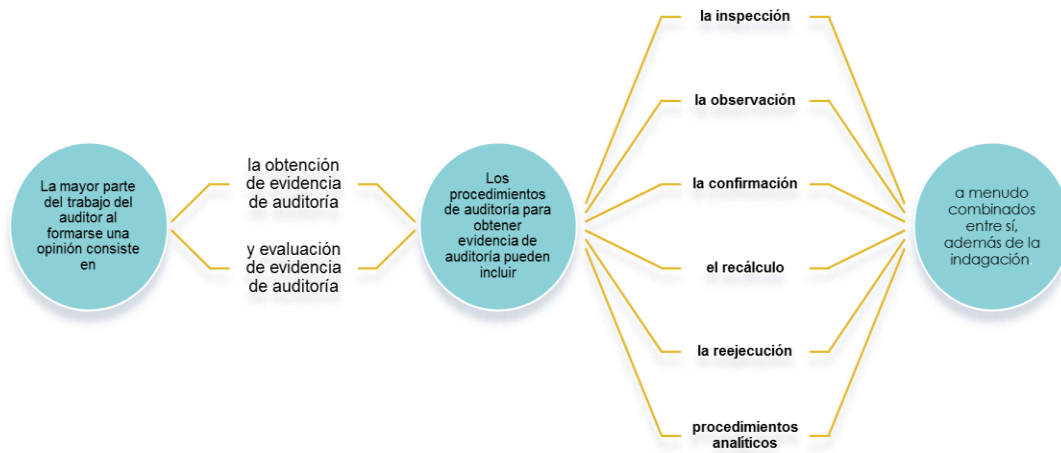 La mayor parte
del trabajo del
auditor al
formarse una
opinión consiste
en
la obtención
de evidencia
de auditoría
y evaluación
de evidencia
de auditoría
Los
procedimientos
de auditoría para
obtener
evidencia de
auditoría pueden
incluir
la inspección
la observación
la confirmación
el recálculo
la reejecución
procedimientos
analíticos
a menudo
combinados
entre sí,
además de la
indagación.